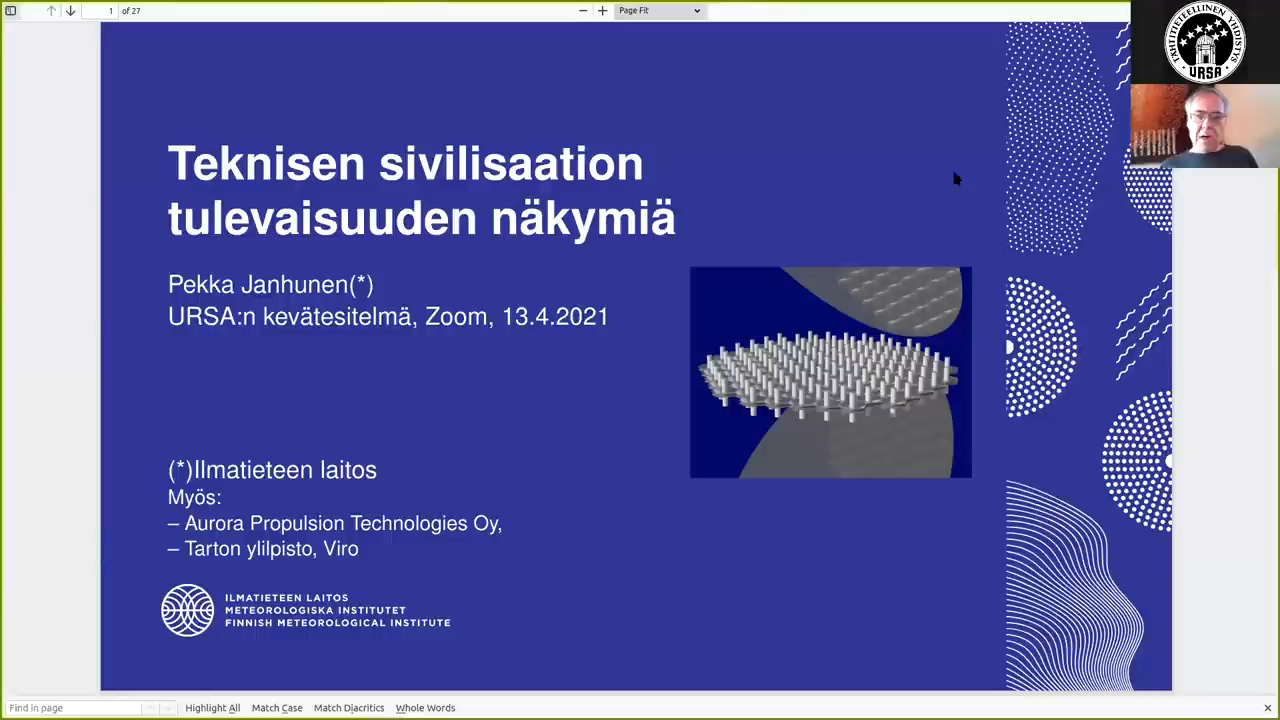 1 of 27
Page Fit
TÄHTITIETEELLINEN YHDISTYS
URSA
Teknisen sivilisaation
tulevaisuuden näkymiä
Pekka Janhunen(*)
URSA:n kevätesitelmä, Zoom, 13.4.2021
(*)Ilmatieteen laitos
Myös:
– Aurora Propulsion Technologies Oy,
– Tarton ylilpisto, Viro
ILMATIETEEN LAITOS
METEOROLOGISKA INSTITUTET
FINNISH METEOROLOGICAL INSTITUTE
Find in page Highlight All Match Case Match Diacritics Whole Words